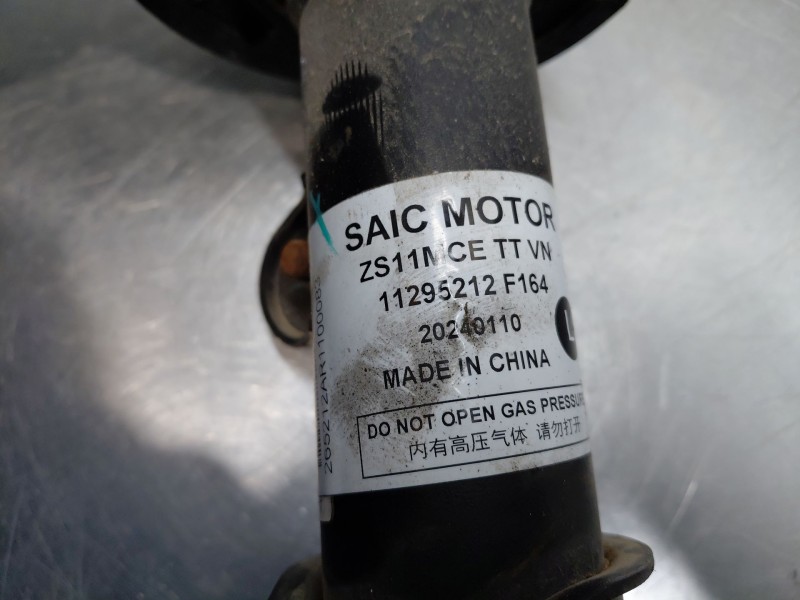 SAIC MOTOR
ZS11MCE TT VN
11295212 F164
20240110
L
MADE IN CHINA
DO NOT OPEN GAS PRESSURE
内有高压气体 请勿打开